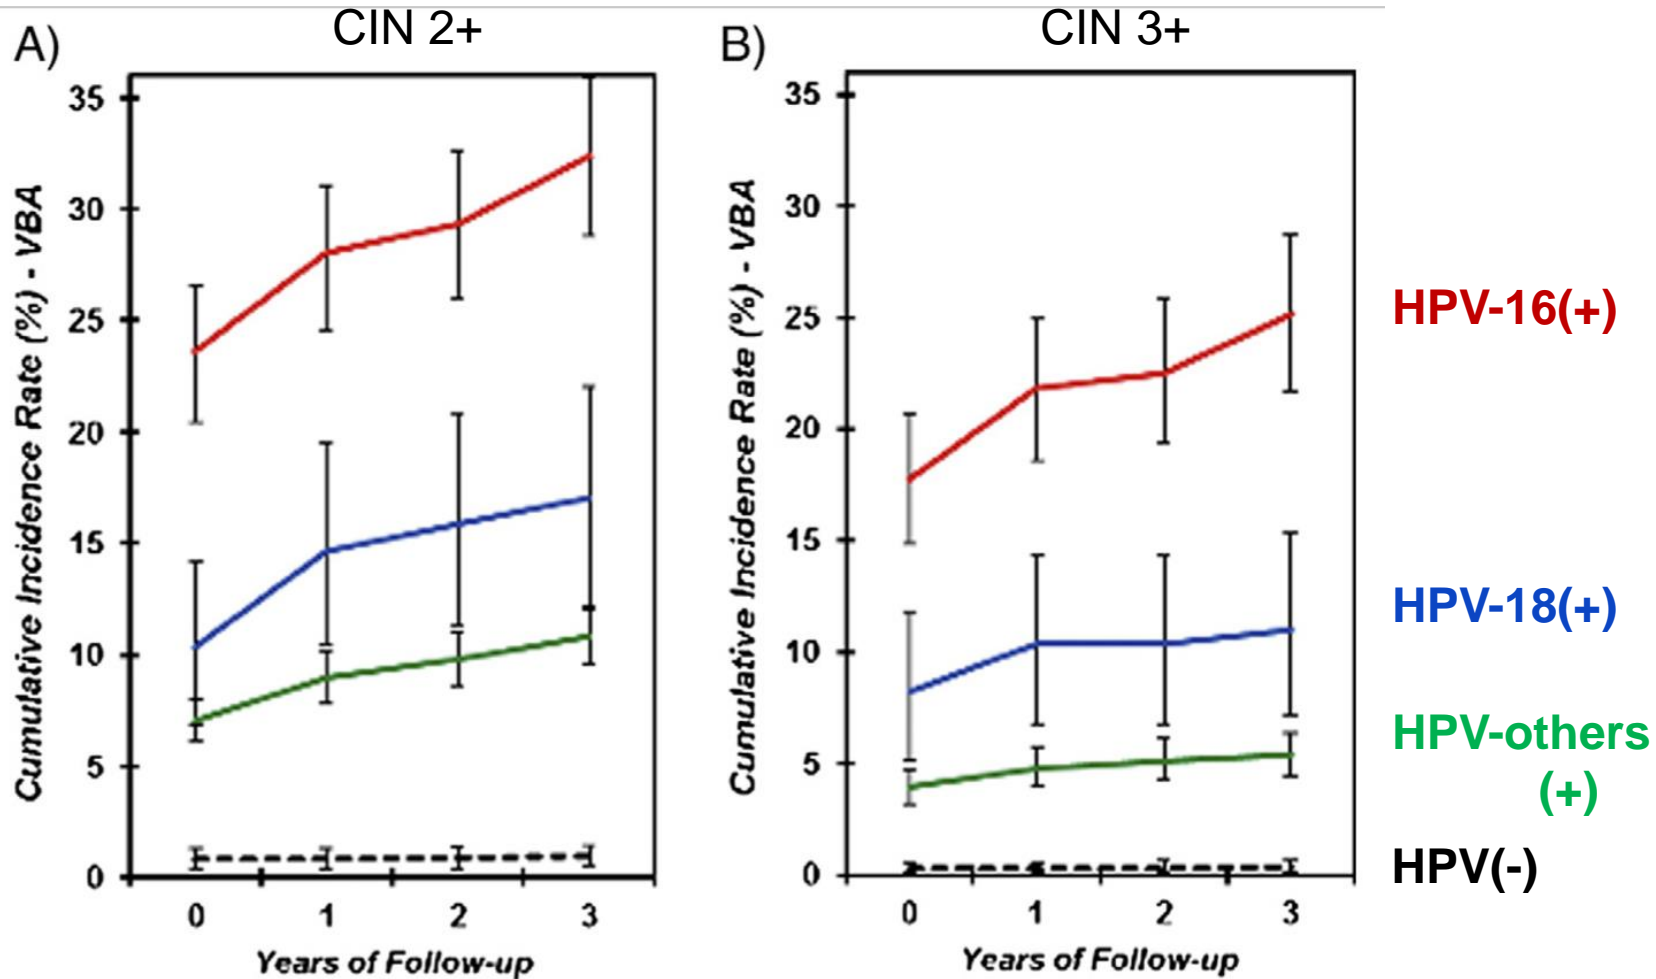 A)
CIN 2+
Cumulative Incidence Rate (%) - VBA
35
30
25
20
15
10
5
0
0 1 2 3
Years of Follow-up
B)
CIN 3+
Cumulative Incidence Rate (%) - VBA
35
30
25
20
15
10
5
0
0 1 2 3
Years of Follow-up
HPV-16(+)
HPV-18(+)
HPV-others
(+)
HPV(-)